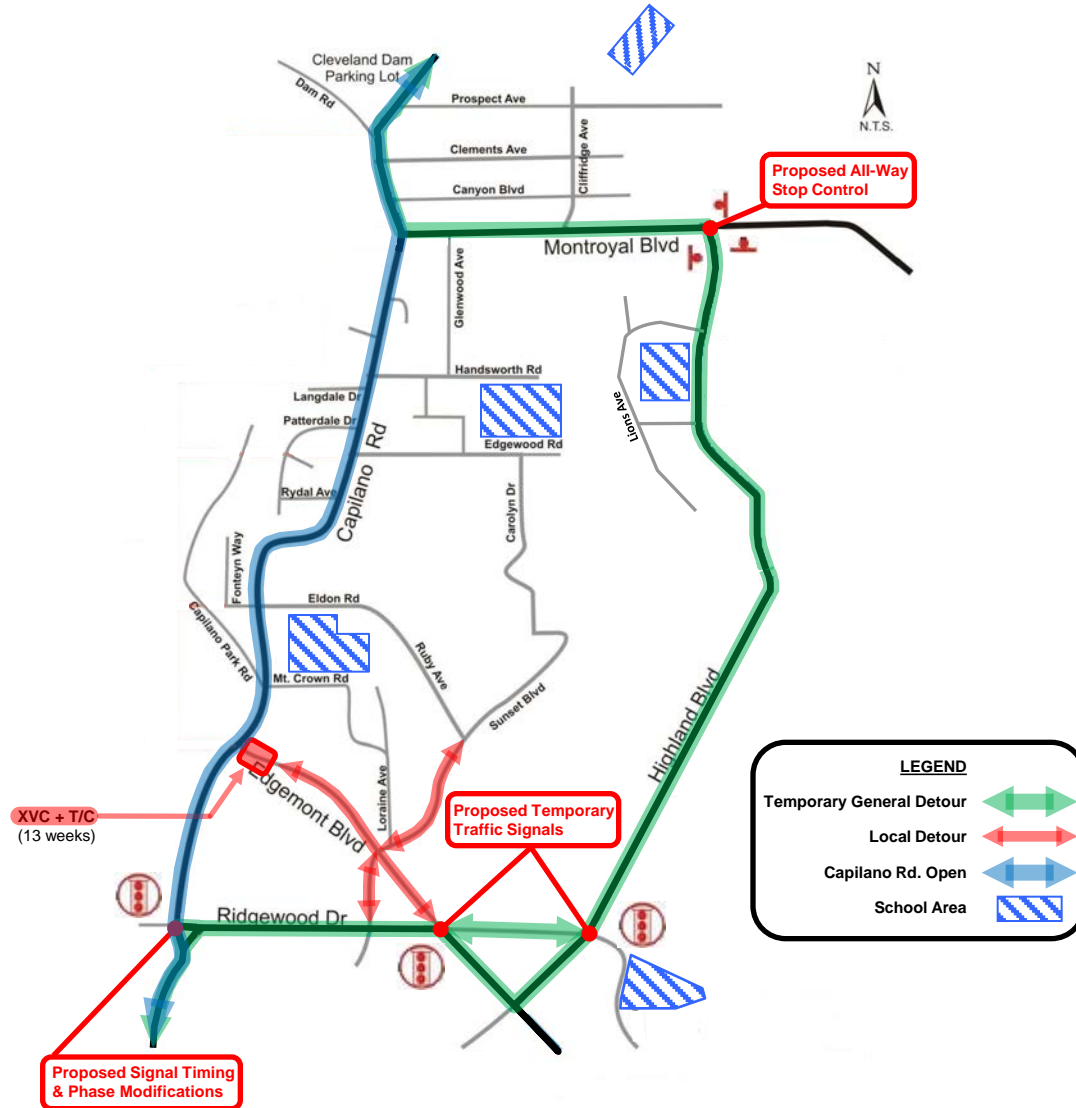 Cleveland Dam
Parking Lot
Dam Rd
Prospect Ave
N
N.T.S.
Clements Ave
Cliffridge Ave
Canyon Blvd
Proposed All-Way
Stop Control
Montroyal Blvd
Glenwood Ave
Handsworth Rd
Langdale Dr
Patterdale Dr
Capilano Rd
Edgewood Rd
Lions Ave
Rydal Ave
Carolyn Dr
Fonteyn Way
Eldon Rd
Capilano Park Rd
Ruby Ave
Mt. Crown Rd
Sunset Blvd
Highland Blvd
Edgemont Blvd
Loraine Ave
XVC + T/C
(13 weeks)
Proposed Temporary
Traffic Signals
Ridgewood Dr
Proposed Signal Timing
& Phase Modifications
LEGEND
Temporary General Detour
Local Detour
Capilano Rd. Open
School Area